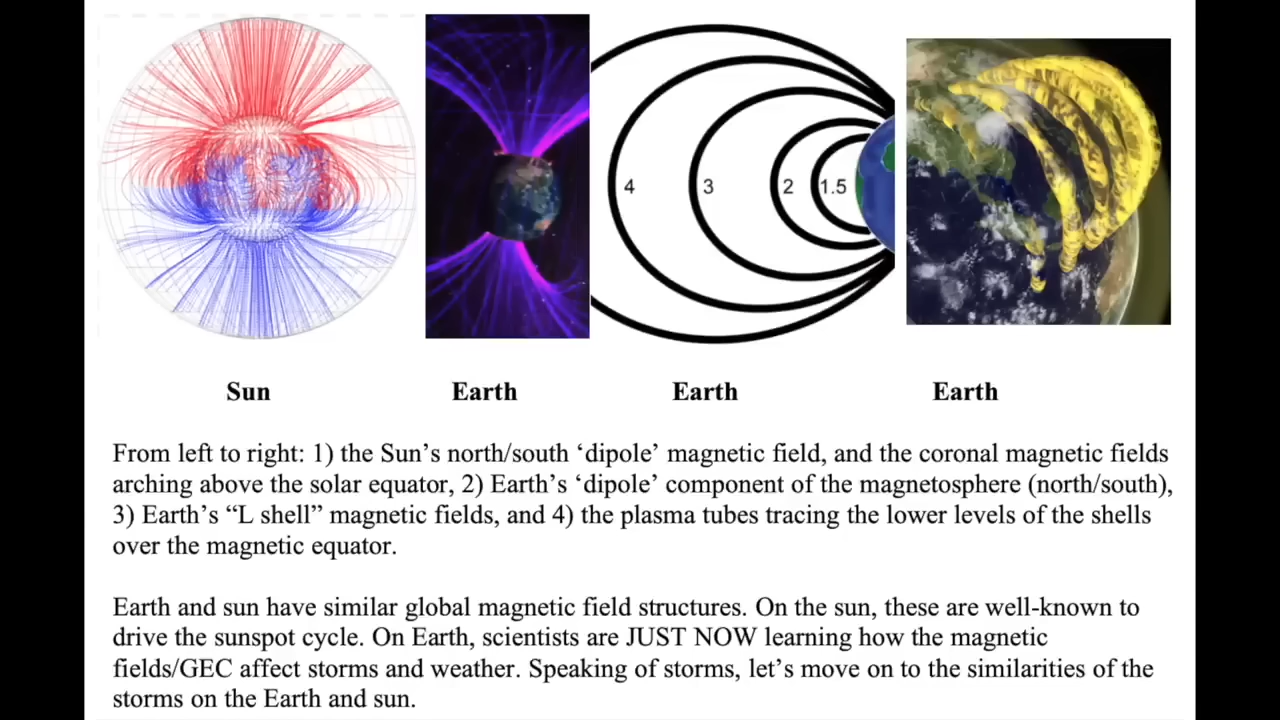 4 3 2 1.5
Sun Earth Earth Earth
From left to right: 1) the Sun’s north/south ‘dipole’ magnetic field, and the coronal magnetic fields
arching above the solar equator, 2) Earth’s ‘dipole’ component of the magnetosphere (north/south),
3) Earth’s “L shell” magnetic fields, and 4) the plasma tubes tracing the lower levels of the shells
over the magnetic equator.
Earth and sun have similar global magnetic field structures. On the sun, these are well-known to
drive the sunspot cycle. On Earth, scientists are JUST NOW learning how the magnetic
fields/GEC affect storms and weather. Speaking of storms, let’s move on to the similarities of the
storms on the Earth and sun.